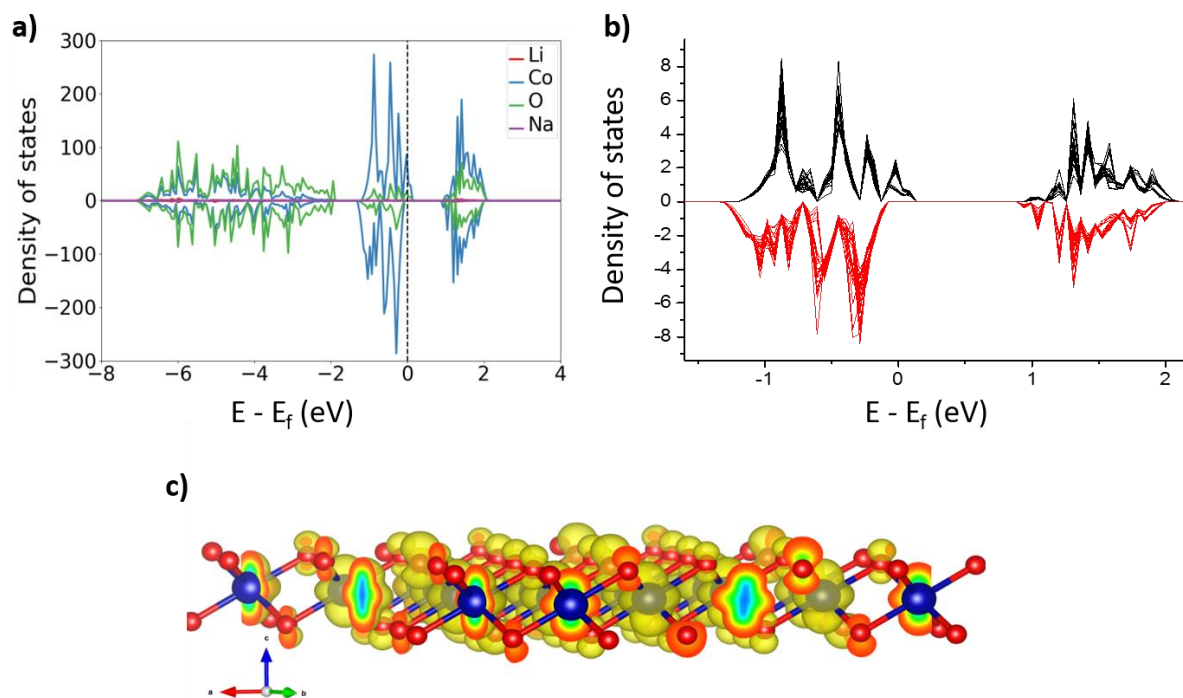 a)
300
200
100
0
−100
−200
−300
Density of states
−8
−6
−4
−2
0
2
4
E - Ef (eV)
Li
Co
O
Na
b)
8
6
4
2
0
-2
-4
-6
-8
Density of states
-1
0
1
2
E - Ef (eV)
c)
c
a
b